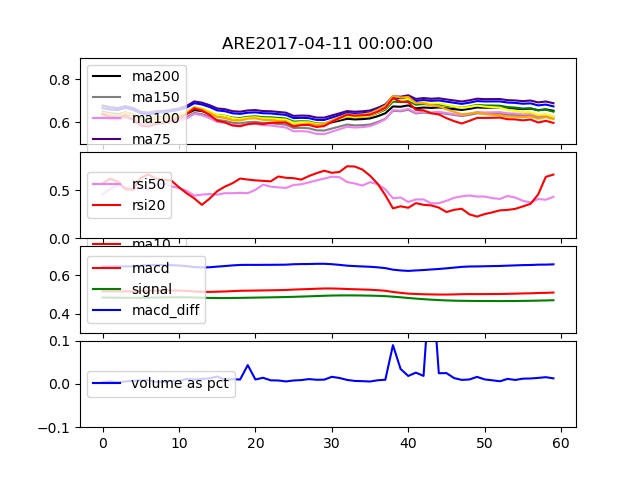 ARE2017-04-11 00:00:00
0.8
0.6
ma200
ma150
ma100
ma75
0.5
0.0
rsi50
rsi20
ma10
0.6
0.4
macd
signal
macd_diff
0.1
0.0
−0.1
volume as pct
0 10 20 30 40 50 60